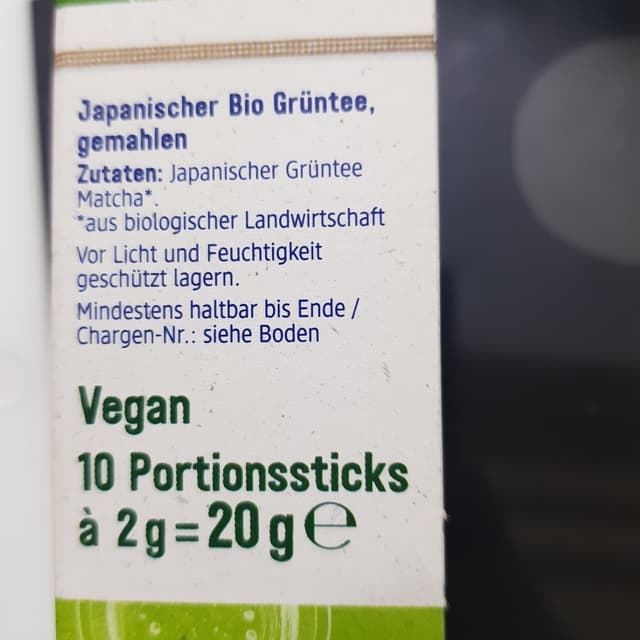 Japanischer Bio Grüntee,
gemahlen
Zutaten: Japanischer Grüntee
Matcha*.
*aus biologischer Landwirtschaft
Vor Licht und Feuchtigkeit
geschützt lagern.
Mindestens haltbar bis Ende /
Chargen-Nr.: siehe Boden
Vegan
10 Portionssticks
à 2g=20g℮